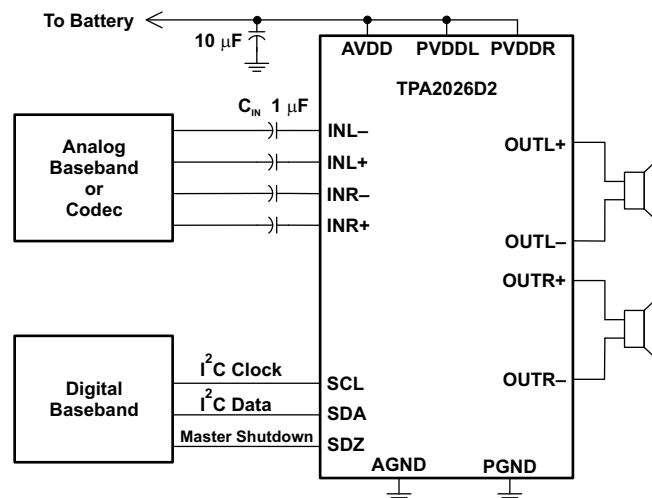 To Battery
10 μF
AVDD PVDDL PVDDR
TPA2026D2
C_IN 1 μF
Analog
Baseband
or
Codec
INL–
INL+
INR–
INR+
OUTL+
OUTL–
OUTR+
OUTR–
Digital
Baseband
I²C Clock
I²C Data
Master Shutdown
SCL
SDA
SDZ
AGND PGND